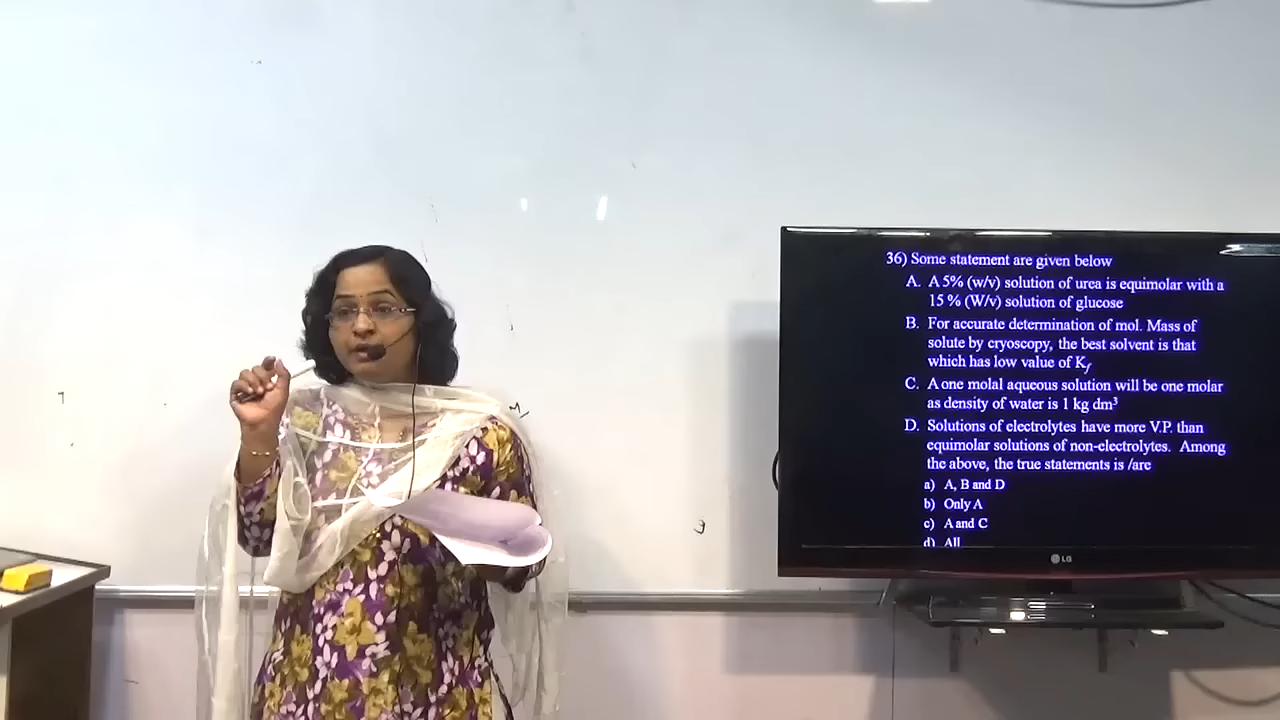 36) Some statement are given below
A. A 5% (w/v) solution of urea is equimolar with a
15 % (W/v) solution of glucose
B. For accurate determination of mol. Mass of
solute by cryoscopy, the best solvent is that
which has low value of Kf
C. A one molal aqueous solution will be one molar
as density of water is 1 kg dm³
D. Solutions of electrolytes have more V.P. than
equimolar solutions of non-electrolytes. Among
the above, the true statements is /are
a) A, B and D
b) Only A
c) A and C
d) All
LG